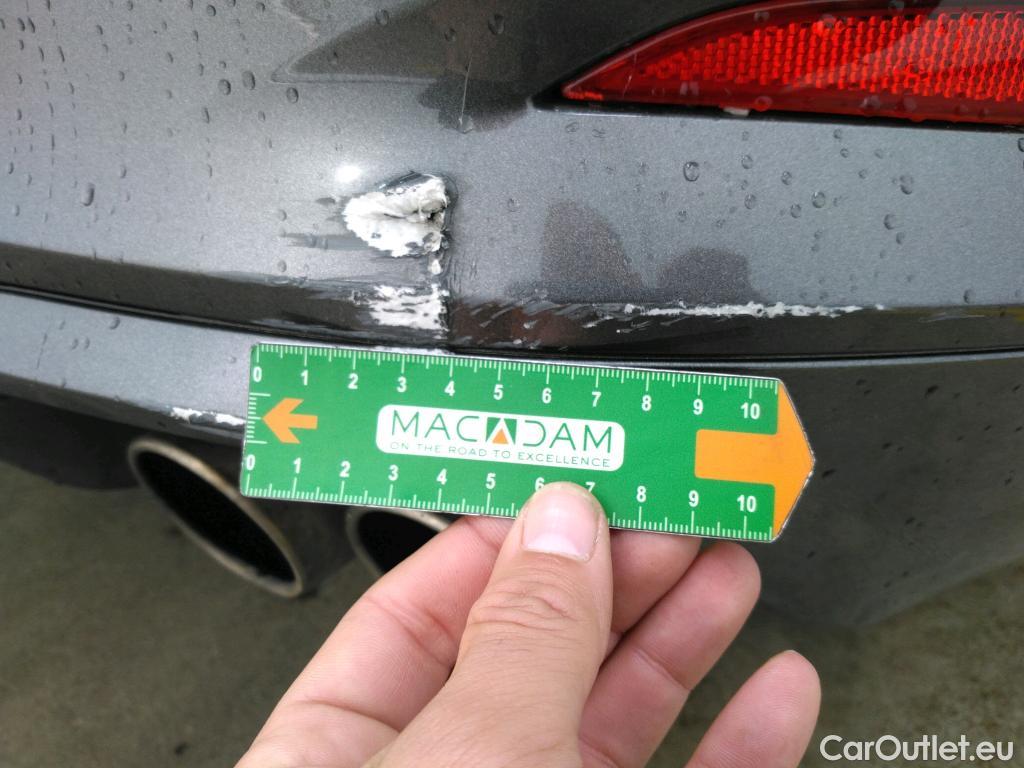 0 1 2 3 4 5 6 7 8 9 10
MACADAM
ON THE ROAD TO EXCELLENCE
0 1 2 3 4 5 6 7 8 9 10
CarOutlet.eu